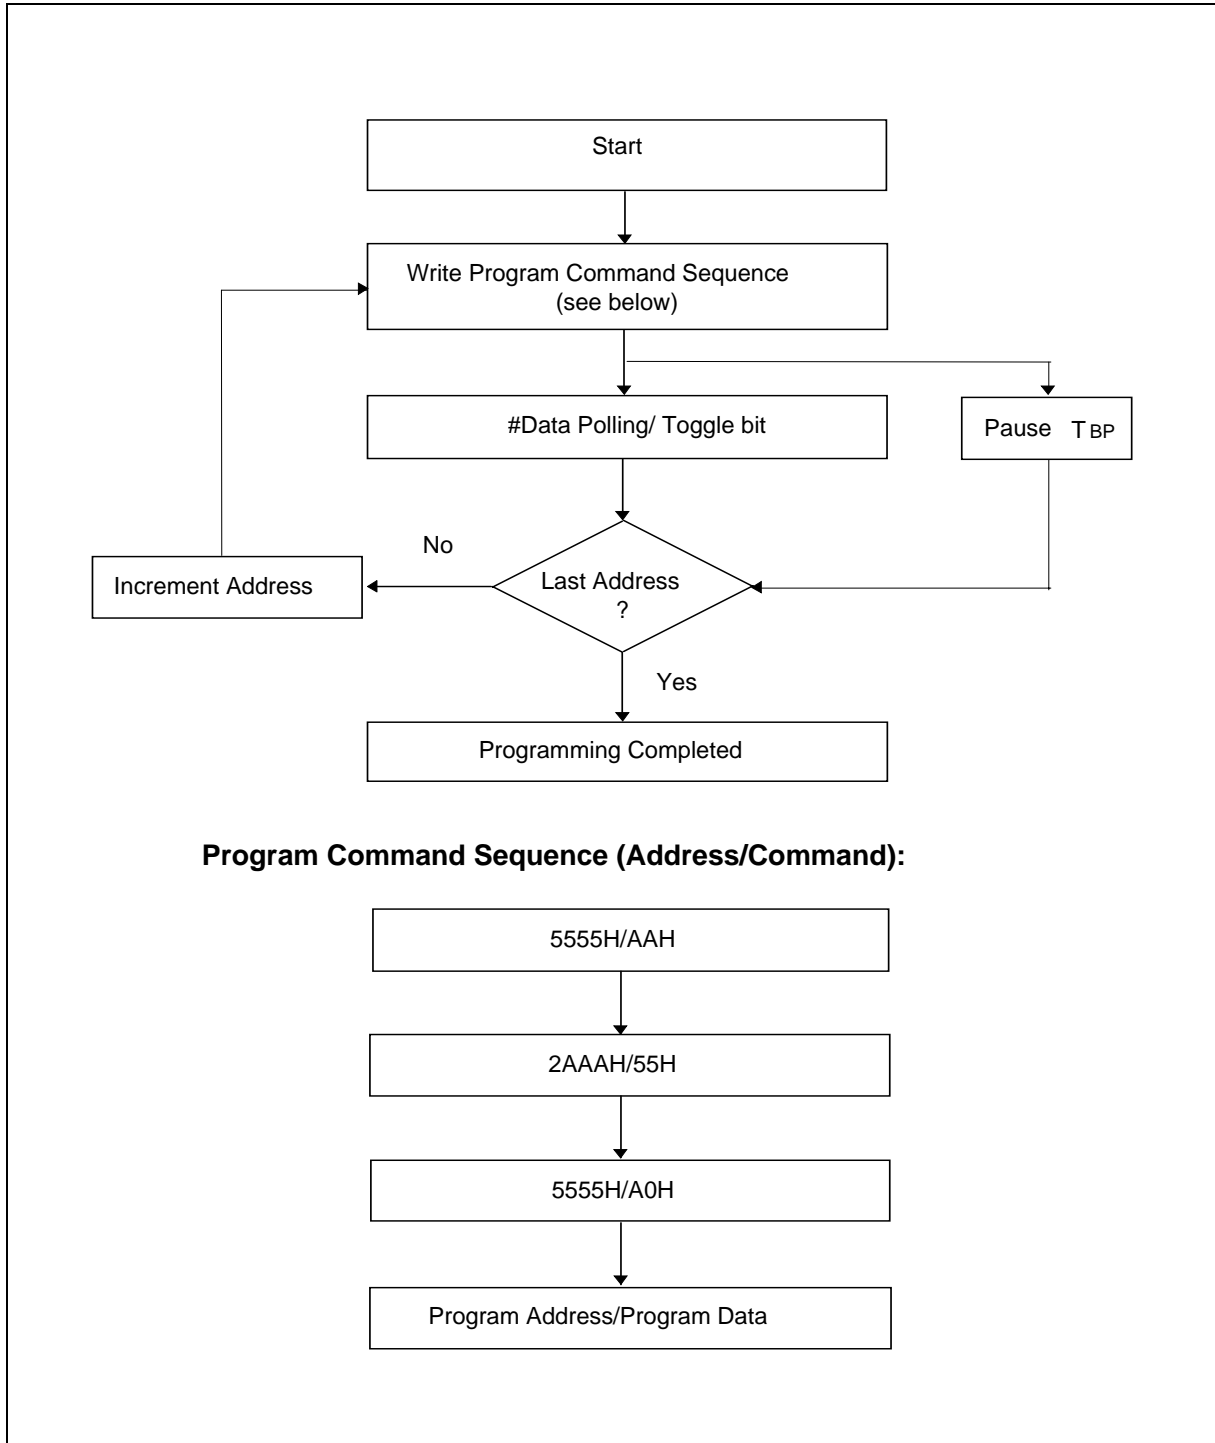 Start
Write Program Command Sequence
(see below)
#Data Polling/ Toggle bit
Pause TBP
No
Increment Address
Last Address
?
Yes
Programming Completed
Program Command Sequence (Address/Command):
5555H/AAH
2AAAH/55H
5555H/A0H
Program Address/Program Data